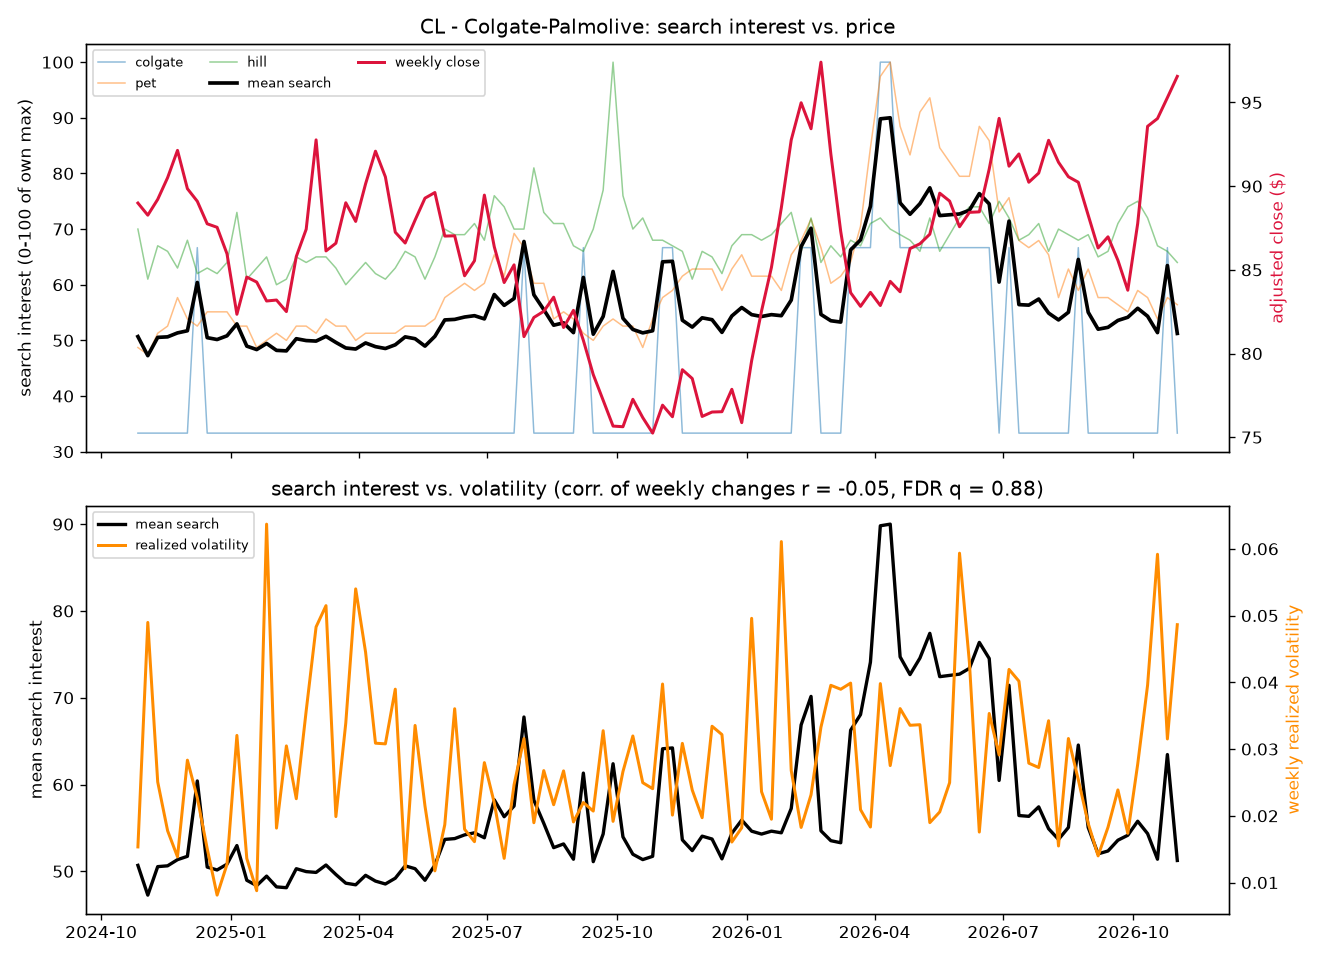 CL - Colgate-Palmolive: search interest vs. price
colgate
pet
hill
mean search
weekly close
search interest (0-100 of own max)
100
90
80
70
60
50
40
30
95
90
85
80
75
adjusted close ($)
search interest vs. volatility (corr. of weekly changes r = -0.05, FDR q = 0.88)
mean search
realized volatility
mean search interest
90
80
70
60
50
0.06
0.05
0.04
0.03
0.02
0.01
weekly realized volatility
2024-10
2025-01
2025-04
2025-07
2025-10
2026-01
2026-04
2026-07
2026-10